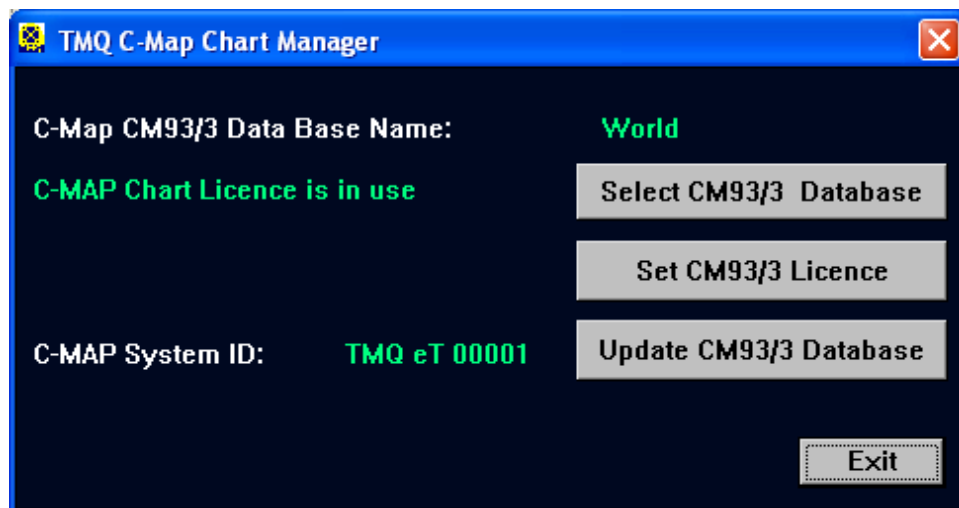 TMQ C-Map Chart Manager
C-Map CM93/3 Data Base Name: World
C-MAP Chart Licence is in use
Select CM93/3 Database
Set CM93/3 Licence
C-MAP System ID: TMQ eT 00001
Update CM93/3 Database
Exit